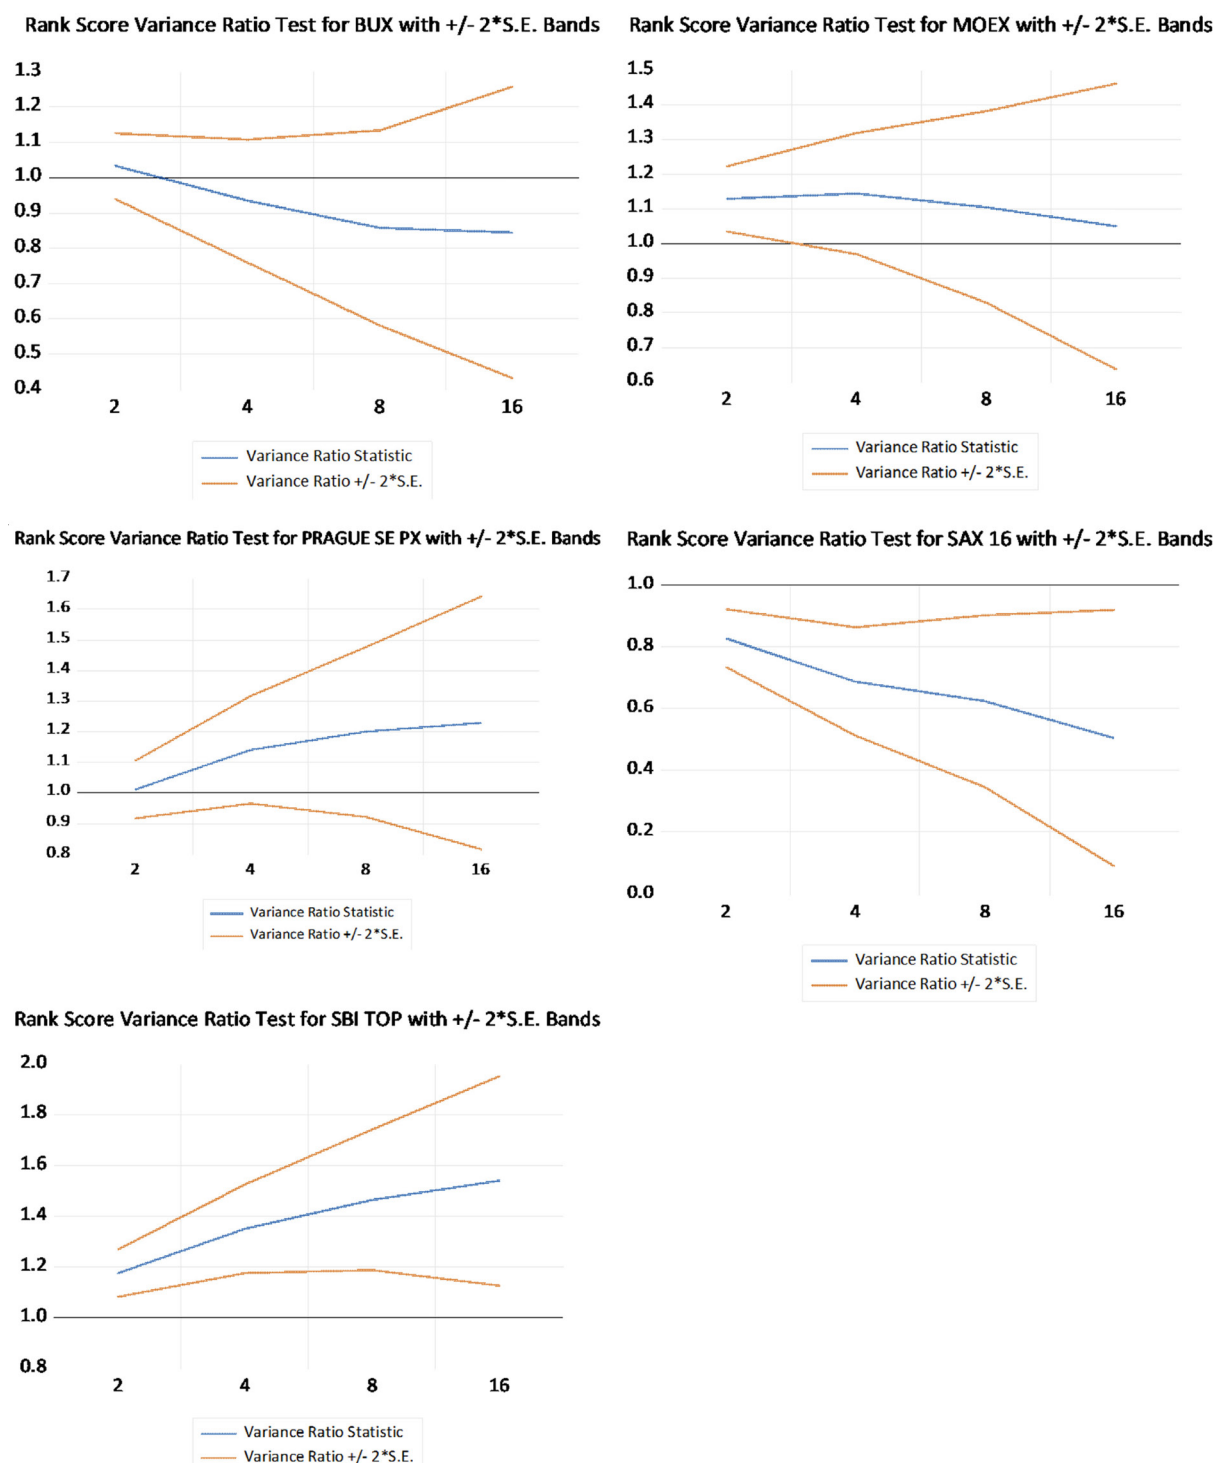 Rank Score Variance Ratio Test for BUX with +/- 2*S.E. Bands
1.3
1.2
1.1
1.0
0.9
0.8
0.7
0.6
0.5
0.4
2 4 8 16
Variance Ratio Statistic
Variance Ratio +/- 2*S.E.
Rank Score Variance Ratio Test for MOEX with +/- 2*S.E. Bands
1.5
1.4
1.3
1.2
1.1
1.0
0.9
0.8
0.7
0.6
2 4 8 16
Variance Ratio Statistic
Variance Ratio +/- 2*S.E.
Rank Score Variance Ratio Test for PRAGUE SE PX with +/- 2*S.E. Bands
1.7
1.6
1.5
1.4
1.3
1.2
1.1
1.0
0.9
0.8
2 4 8 16
Variance Ratio Statistic
Variance Ratio +/- 2*S.E.
Rank Score Variance Ratio Test for SAX 16 with +/- 2*S.E. Bands
1.0
0.8
0.6
0.4
0.2
0.0
2 4 8 16
Variance Ratio Statistic
Variance Ratio +/- 2*S.E.
Rank Score Variance Ratio Test for SBI TOP with +/- 2*S.E. Bands
2.0
1.8
1.6
1.4
1.2
1.0
0.8
2 4 8 16
Variance Ratio Statistic
Variance Ratio +/- 2*S.E.